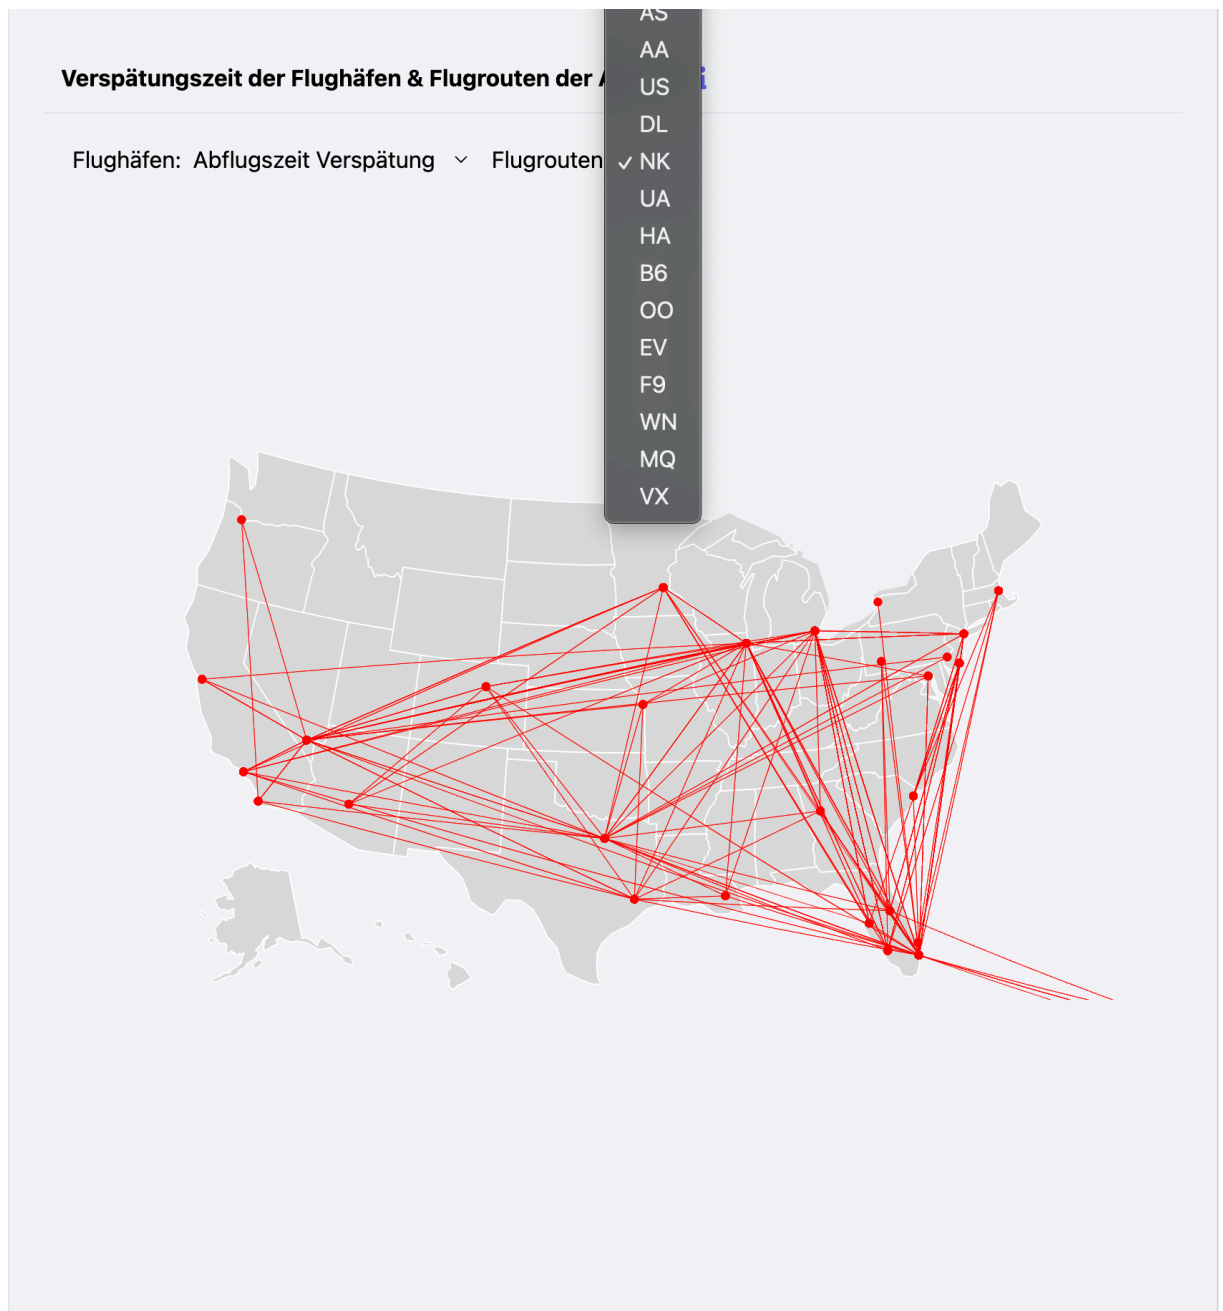 AS
AA
Verspätungszeit der Flughäfen & Flugrouten der
US
DL
Flughäfen: Abflugszeit Verspätung Flugrouten
✓ NK
UA
HA
B6
OO
EV
F9
WN
MQ
VX